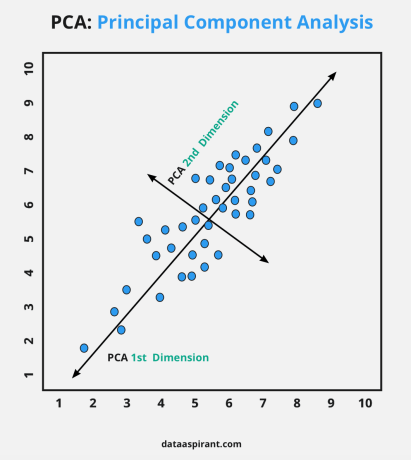 PCA: Principal Component Analysis
10
9
8
7
6
5
4
3
2
1
PCA 2nd Dimension
PCA 1st Dimension
1 2 3 4 5 6 7 8 9 10
dataaspirant.com